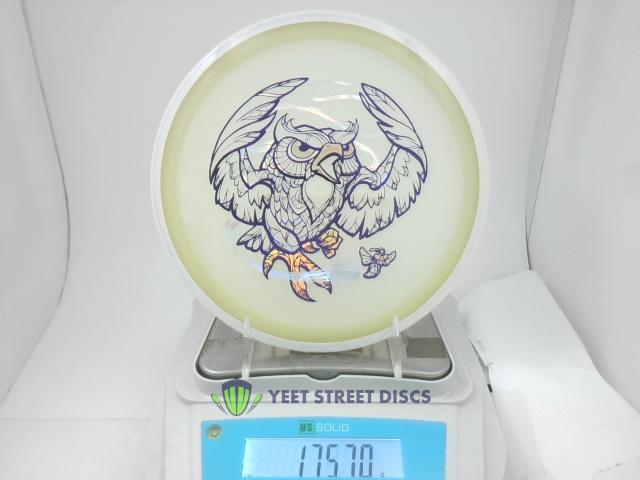 YEET STREET DISCS
US SOLID
175.70
g